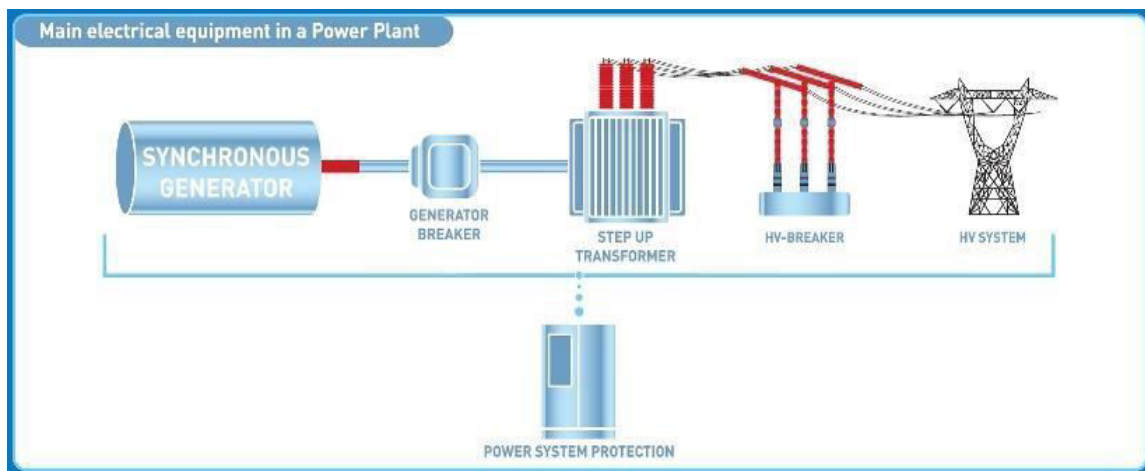 Main electrical equipment in a Power Plant
SYNCHRONOUS
GENERATOR
GENERATOR
BREAKER
STEP UP
TRANSFORMER
HV-BREAKER
HV SYSTEM
POWER SYSTEM PROTECTION